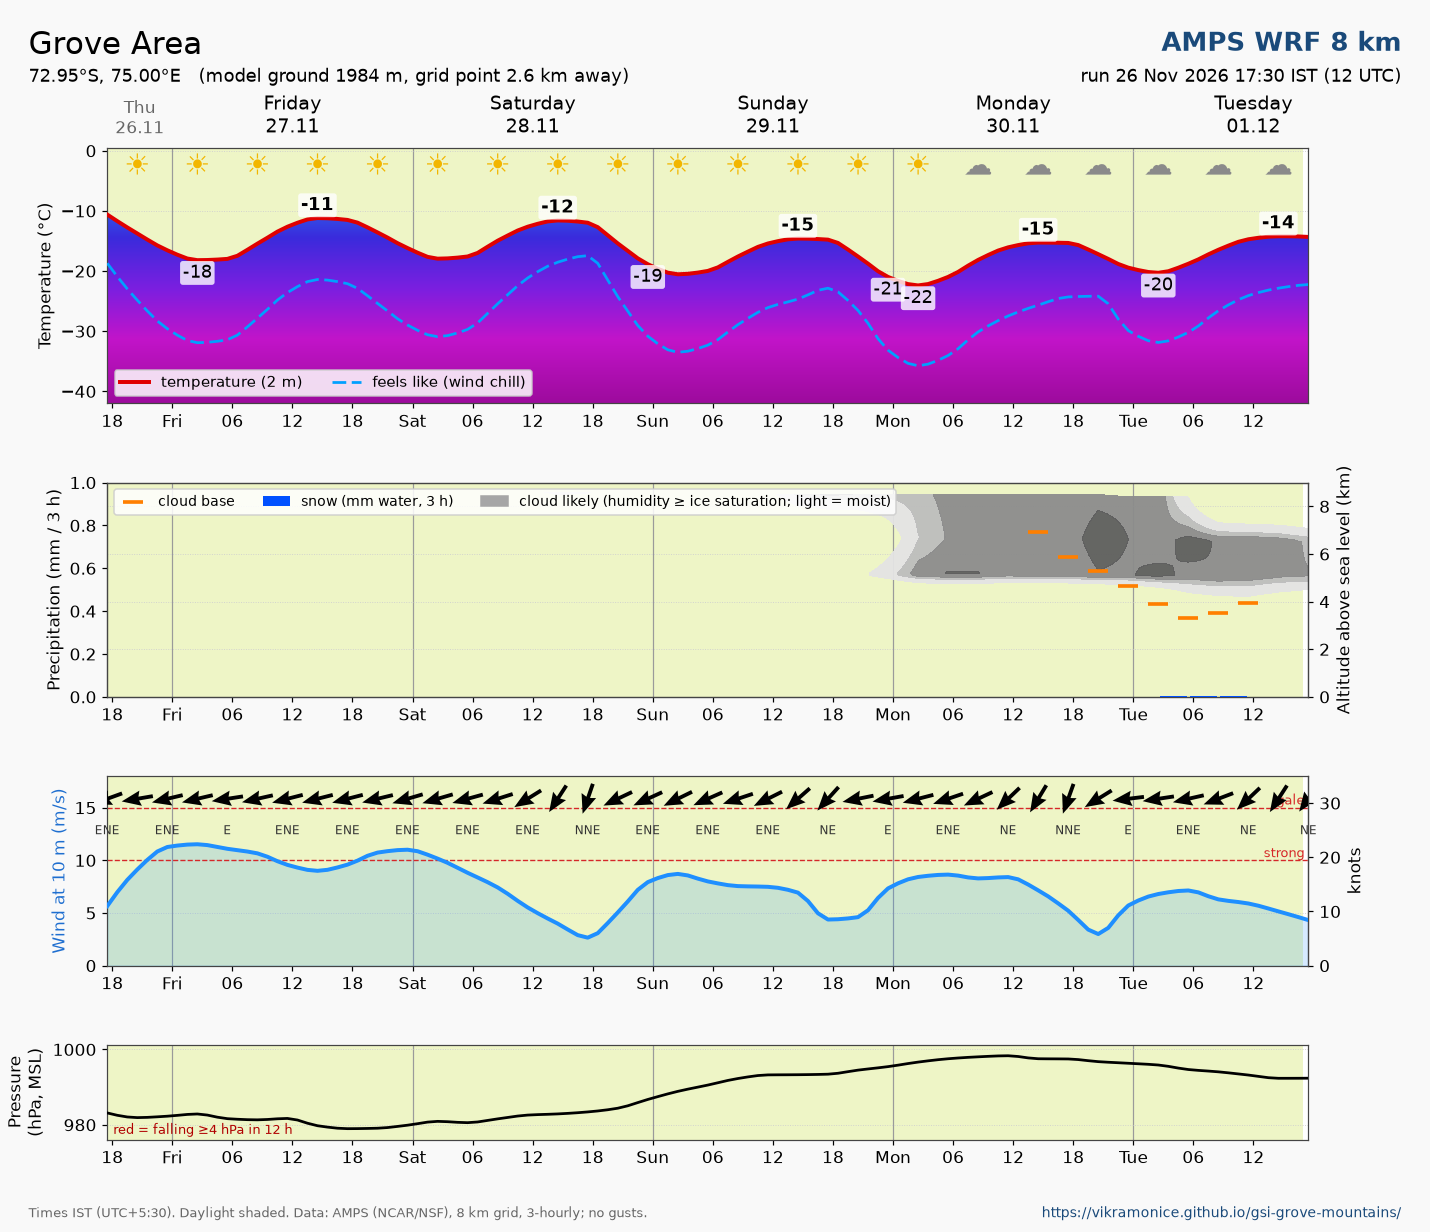 Grove Area
AMPS WRF 8 km
72.95°S, 75.00°E (model ground 1984 m, grid point 2.6 km away)
run 26 Nov 2026 17:30 IST (12 UTC)
Thu Friday Saturday Sunday Monday Tuesday
26.11 27.11 28.11 29.11 30.11 01.12
Temperature (°C)
0
−10
−20
−30
−40
-11 -12 -15 -15 -14
-18 -19 -21 -22 -20
temperature (2 m) feels like (wind chill)
18 Fri 06 12 18 Sat 06 12 18 Sun 06 12 18 Mon 06 12 18 Tue 06 12
Precipitation (mm / 3 h)
1.0
0.8
0.6
0.4
0.2
0.0
cloud base snow (mm water, 3 h) cloud likely (humidity ≥ ice saturation; light = moist)
8
6
4
2
0
Altitude above sea level (km)
18 Fri 06 12 18 Sat 06 12 18 Sun 06 12 18 Mon 06 12 18 Tue 06 12
Wind at 10 m (m/s)
15
10
5
0
gale
ENE ENE E ENE ENE ENE ENE ENE NNE ENE ENE ENE NE E ENE NE NNE E ENE NE NE
strong
30
20
10
0
knots
18 Fri 06 12 18 Sat 06 12 18 Sun 06 12 18 Mon 06 12 18 Tue 06 12
Pressure
(hPa, MSL)
1000
980
red = falling ≥4 hPa in 12 h
18 Fri 06 12 18 Sat 06 12 18 Sun 06 12 18 Mon 06 12 18 Tue 06 12
Times IST (UTC+5:30). Daylight shaded. Data: AMPS (NCAR/NSF), 8 km grid, 3-hourly; no gusts.
https://vikramonice.github.io/gsi-grove-mountains/